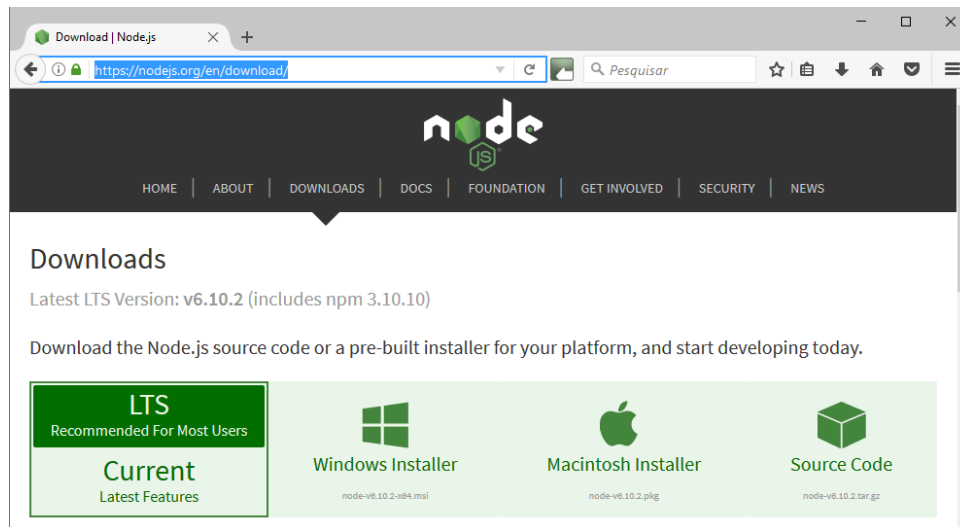 Download | Node.js
https://nodejs.org/en/download/
Pesquisar
node
JS
HOME | ABOUT | DOWNLOADS | DOCS | FOUNDATION | GET INVOLVED | SECURITY | NEWS
Downloads
Latest LTS Version: v6.10.2 (includes npm 3.10.10)
Download the Node.js source code or a pre-built installer for your platform, and start developing today.
LTS
Recommended For Most Users
Current
Latest Features
Windows Installer
node-v6.10.2-x64.msi
Macintosh Installer
node-v6.10.2.pkg
Source Code
node-v6.10.2.tar.gz